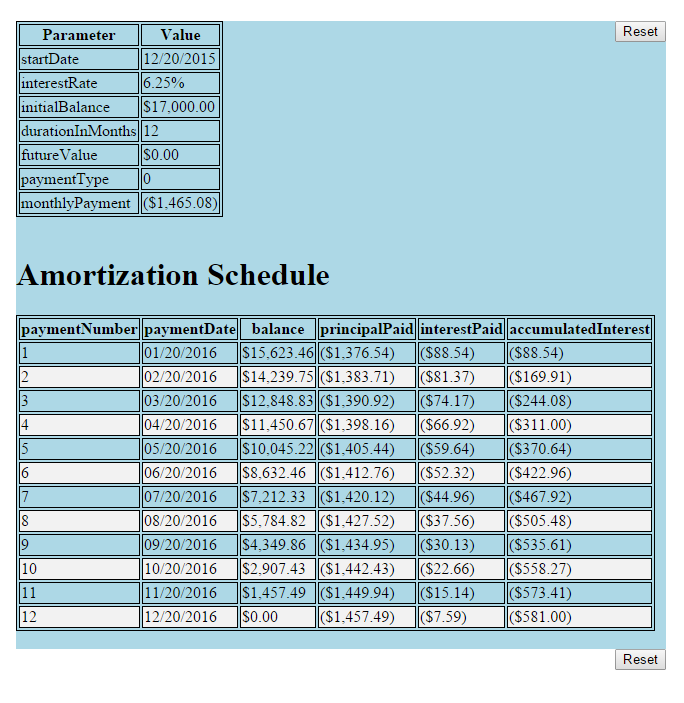 Parameter Value
Reset
startDate 12/20/2015
interestRate 6.25%
initialBalance $17,000.00
durationInMonths 12
futureValue $0.00
paymentType 0
monthlyPayment ($1,465.08)
Amortization Schedule
paymentNumber paymentDate balance principalPaid interestPaid accumulatedInterest
1 01/20/2016 $15,623.46 ($1,376.54) ($88.54) ($88.54)
2 02/20/2016 $14,239.75 ($1,383.71) ($81.37) ($169.91)
3 03/20/2016 $12,848.83 ($1,390.92) ($74.17) ($244.08)
4 04/20/2016 $11,450.67 ($1,398.16) ($66.92) ($311.00)
5 05/20/2016 $10,045.22 ($1,405.44) ($59.64) ($370.64)
6 06/20/2016 $8,632.46 ($1,412.76) ($52.32) ($422.96)
7 07/20/2016 $7,212.33 ($1,420.12) ($44.96) ($467.92)
8 08/20/2016 $5,784.82 ($1,427.52) ($37.56) ($505.48)
9 09/20/2016 $4,349.86 ($1,434.95) ($30.13) ($535.61)
10 10/20/2016 $2,907.43 ($1,442.43) ($22.66) ($558.27)
11 11/20/2016 $1,457.49 ($1,449.94) ($15.14) ($573.41)
12 12/20/2016 $0.00 ($1,457.49) ($7.59) ($581.00)
Reset